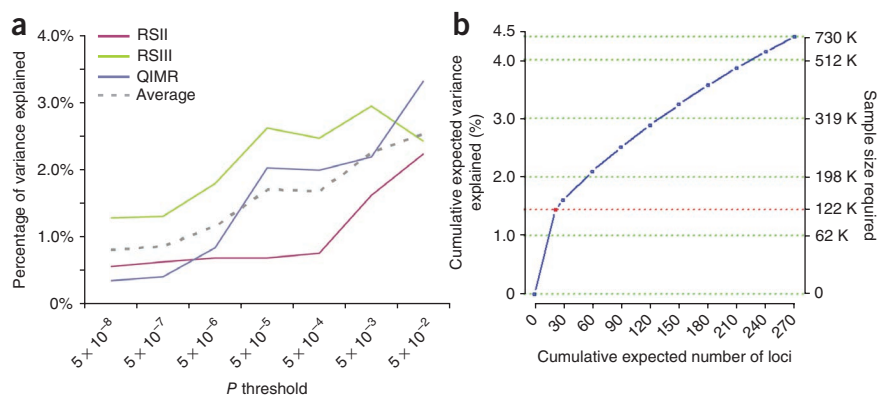 a
Percentage of variance explained
4.0%
3.0%
2.0%
1.0%
0%
RSII
RSIII
QIMR
Average
5 × 10−8
5 × 10−7
5 × 10−6
5 × 10−5
5 × 10−4
5 × 10−3
5 × 10−2
P threshold
b
Cumulative expected variance
explained (%)
4.5
4.0
3.0
2.0
1.0
0
730 K
512 K
319 K
198 K
122 K
62 K
0
Sample size required
0
30
60
90
120
150
180
210
240
270
Cumulative expected number of loci